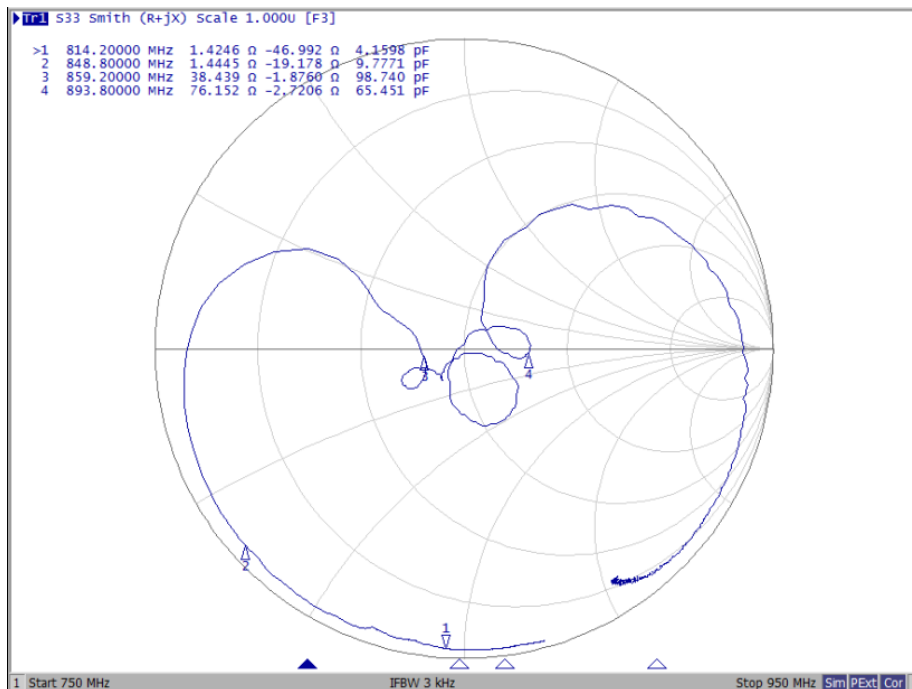 Tr1 S33 Smith (R+jX) Scale 1.000U [F3]
>1 814.20000 MHz 1.4246 Ω -46.992 Ω 4.1598 pF
2 848.80000 MHz 1.4445 Ω -19.178 Ω 9.7771 pF
3 859.20000 MHz 38.439 Ω -1.8760 Ω 98.740 pF
4 893.80000 MHz 76.152 Ω -2.7206 Ω 65.451 pF
3
4
2
1
1 Start 750 MHz IFBW 3 kHz Stop 950 MHz Sim PExt Cor